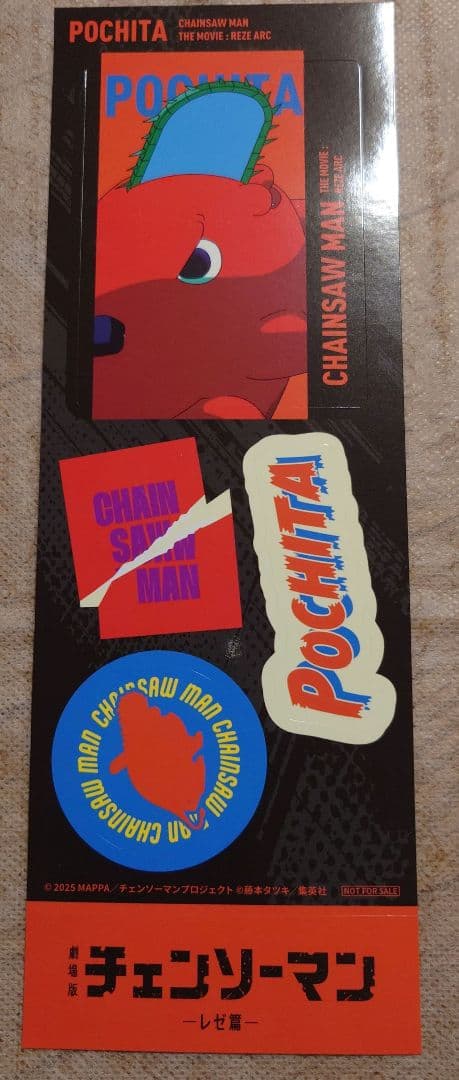 POCHITA
CHAINSAW MAN
THE MOVIE : REZE ARC
POCHITA
CHAINSAW MAN
THE MOVIE :
REZE ARC
CHAIN
SAWW
MAN
POCHITA
CHAINSAW MAN CHAINSAW MAN CHAINSAW MAN
© 2025 MAPPA／チェンソーマンプロジェクト ©藤本タツキ／集英社
NOT FOR SALE
劇場版
チェンソーマン
—レゼ篇—